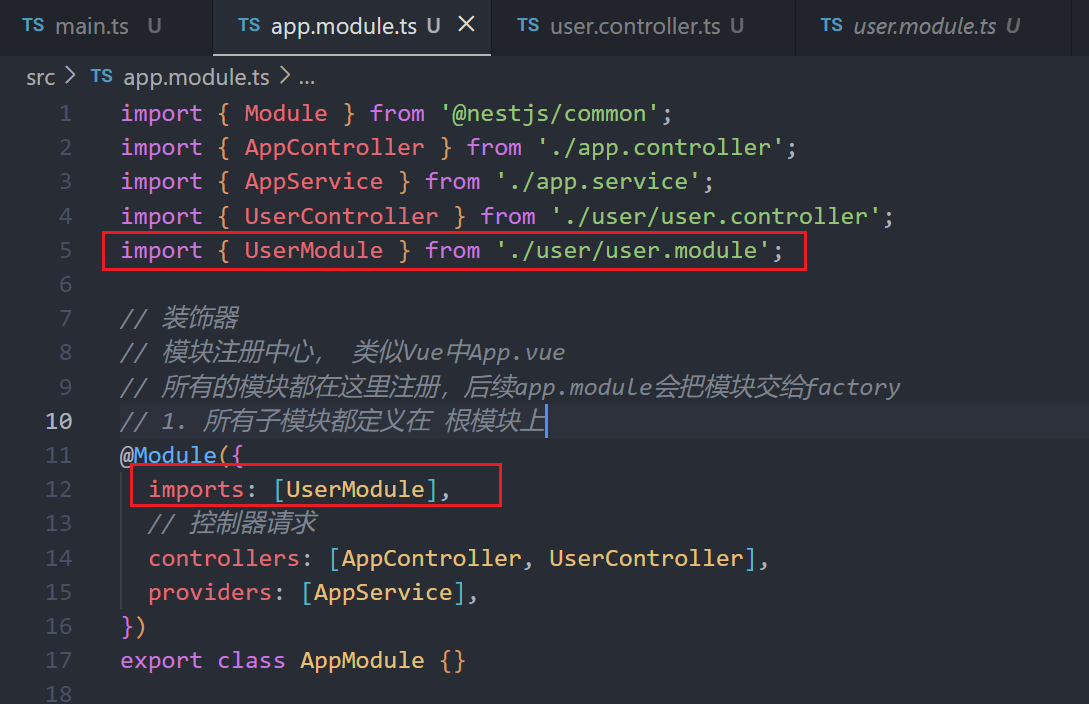 TS main.ts U TS app.module.ts U × TS user.controller.ts U TS user.module.ts U
src > TS app.module.ts > ...
1 import { Module } from '@nestjs/common';
2 import { AppController } from './app.controller';
3 import { AppService } from './app.service';
4 import { UserController } from './user/user.controller';
5 import { UserModule } from './user/user.module';
6
7 // 装饰器
8 // 模块注册中心， 类似Vue中App.vue
9 // 所有的模块都在这里注册，后续app.module会把模块交给factory
10 // 1. 所有子模块都定义在 根模块上
11 @Module({
12 imports: [UserModule],
13 // 控制器请求
14 controllers: [AppController, UserController],
15 providers: [AppService],
16 })
17 export class AppModule {}
18